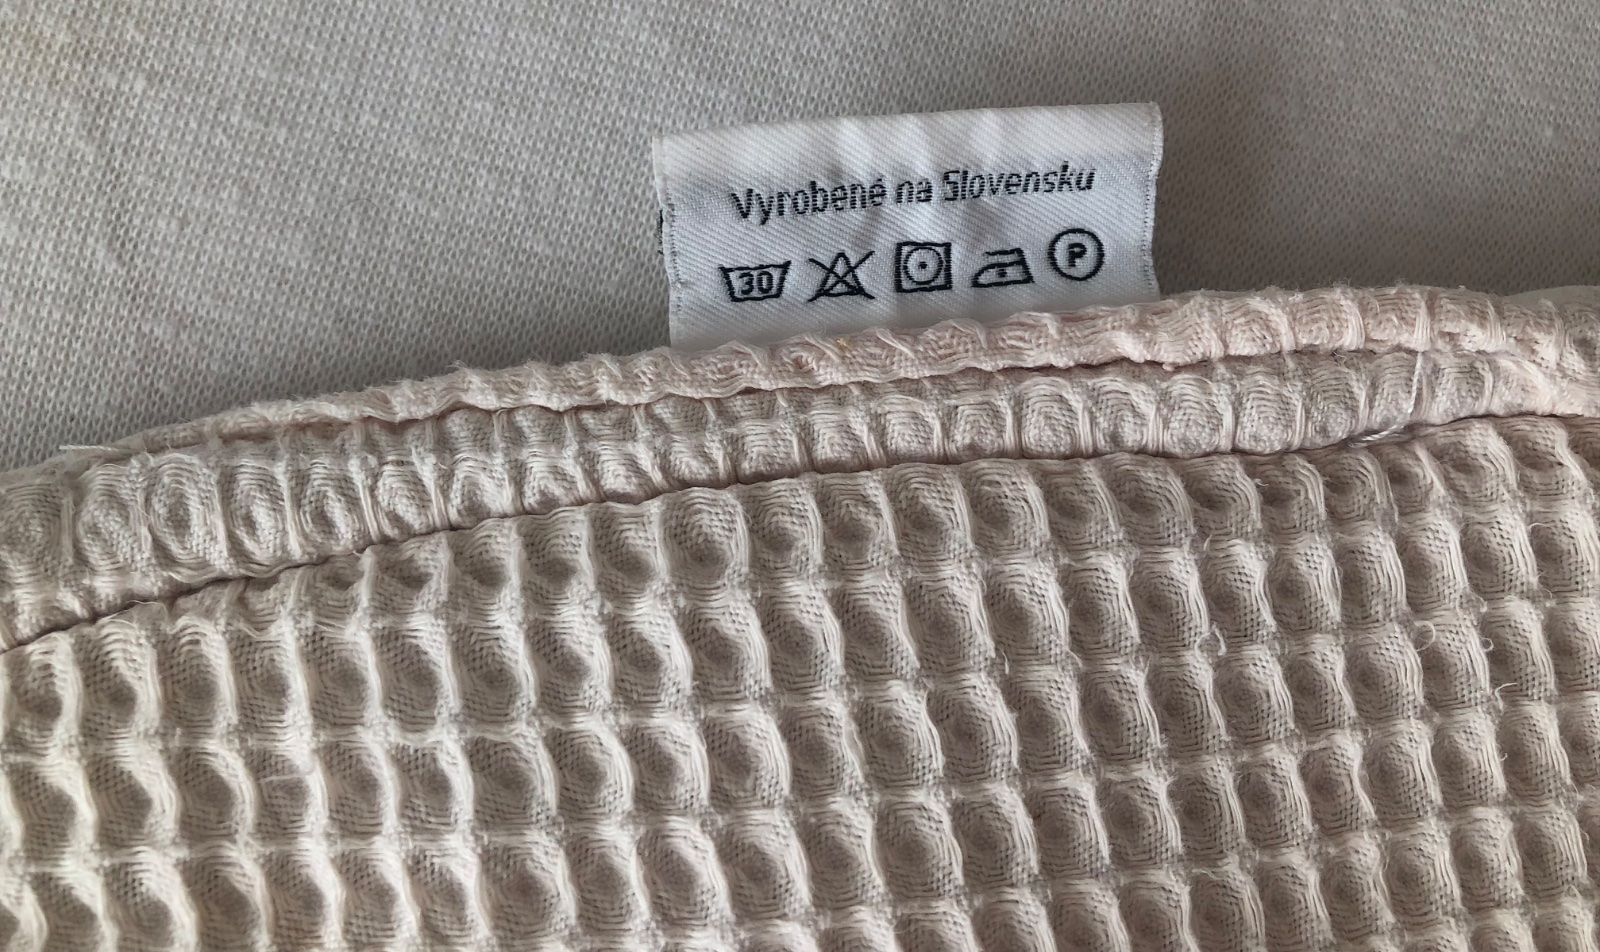 Vyrobené na Slovensku
30 P